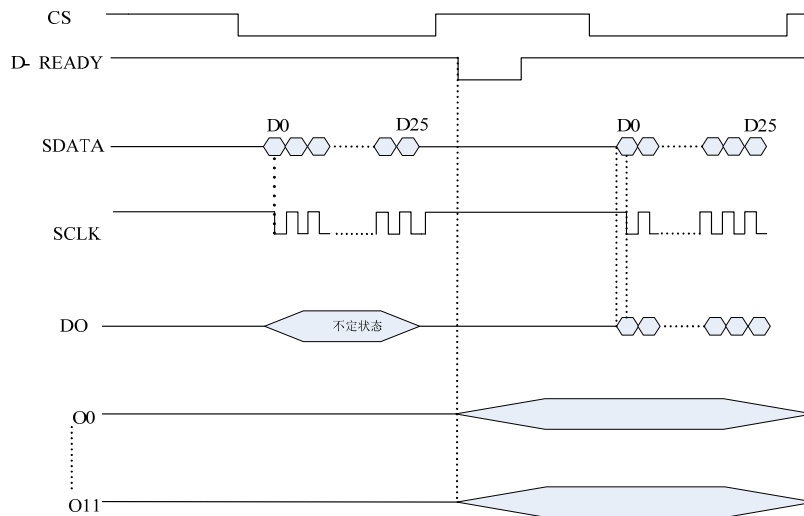 CS
D- READY
D0 D25 D0 D25
SDATA
SCLK
DO 不定状态
O0
O11